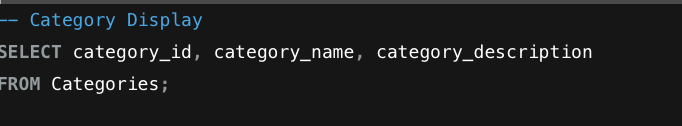 -- Category Display
SELECT category_id, category_name, category_description
FROM Categories;